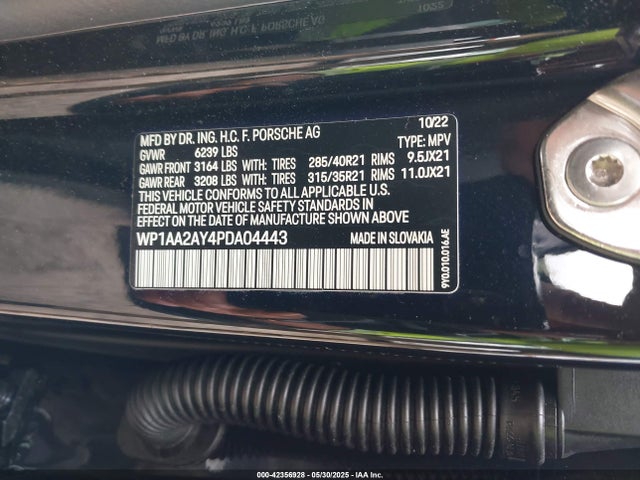 10/22
MFD BY DR. ING. H.C. F. PORSCHE AG
GVWR 6239 LBS TYPE: MPV
GAWR FRONT 3164 LBS WITH: TIRES 285/40R21 RIMS 9.5JX21
GAWR REAR 3208 LBS WITH: TIRES 315/35R21 RIMS 11.0JX21
THIS VEHICLE CONFORMS TO ALL APPLICABLE U.S.
FEDERAL MOTOR VEHICLE SAFETY STANDARDS IN
EFFECT ON THE DATE OF MANUFACTURE SHOWN ABOVE
WP1AA2AY4PDA04443 MADE IN SLOVAKIA
9Y0.010.016.AE
000-42356928 - 05/30/2025 - IAA Inc.